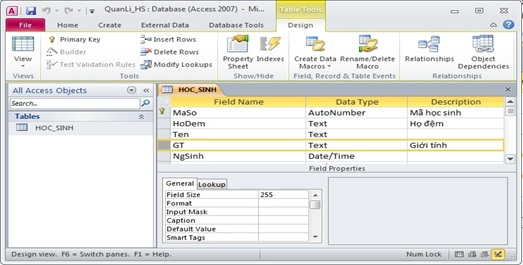 QuanLi_HS : Database (Access 2007) - Mi...
Table Tools
File Home Create External Data Database Tools Design
View
Views
Primary Key
Builder
Test Validation Rules
Insert Rows
Delete Rows
Modify Lookups
Tools
Property Sheet
Indexes
Show/Hide
Create Data Macros
Rename/Delete Macro
Field, Record & Table Events
Relationships
Object Dependencies
Relationships
All Access Objects
Search...
Tables
HOC_SINH
HOC_SINH
Field Name Data Type Description
MaSo AutoNumber Mã học sinh
HoDem Text Họ đệm
Ten Text
GT Text Giới tính
NgSinh Date/Time
Field Properties
General Lookup
Field Size 255
Format
Input Mask
Caption
Default Value
Smart Tags
Design view. F6 = Switch panes. F1 = Help.
Num Lock